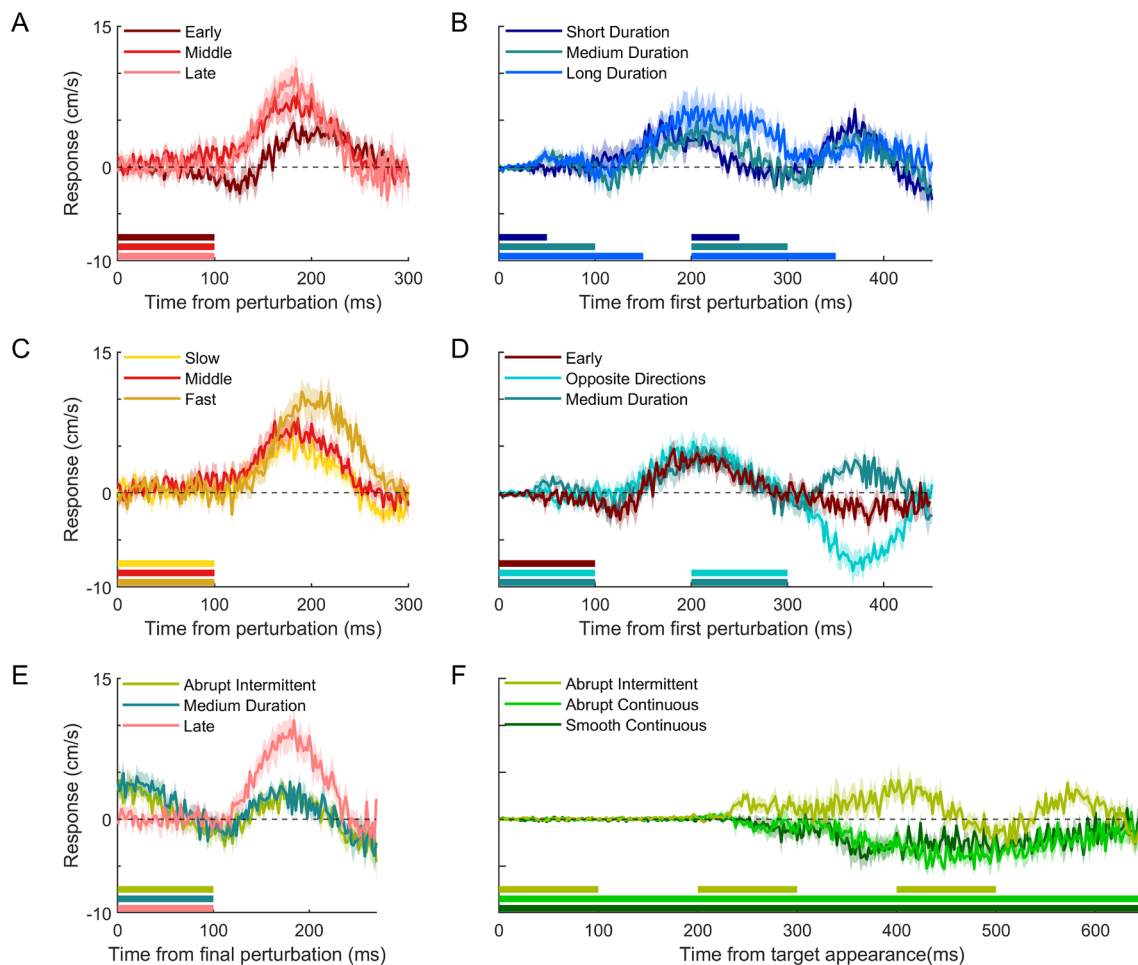 A
15
Early
Middle
Late
Response (cm/s)
0
-10
0
100
200
300
Time from perturbation (ms)
B
Short Duration
Medium Duration
Long Duration
0
100
200
300
400
Time from first perturbation (ms)
C
15
Slow
Middle
Fast
Response (cm/s)
0
-10
0
100
200
300
Time from perturbation (ms)
D
Early
Opposite Directions
Medium Duration
0
100
200
300
400
Time from first perturbation (ms)
E
15
Abrupt Intermittent
Medium Duration
Late
Response (cm/s)
0
-10
0
100
200
Time from final perturbation (ms)
F
Abrupt Intermittent
Abrupt Continuous
Smooth Continuous
0
100
200
300
400
500
600
Time from target appearance(ms)